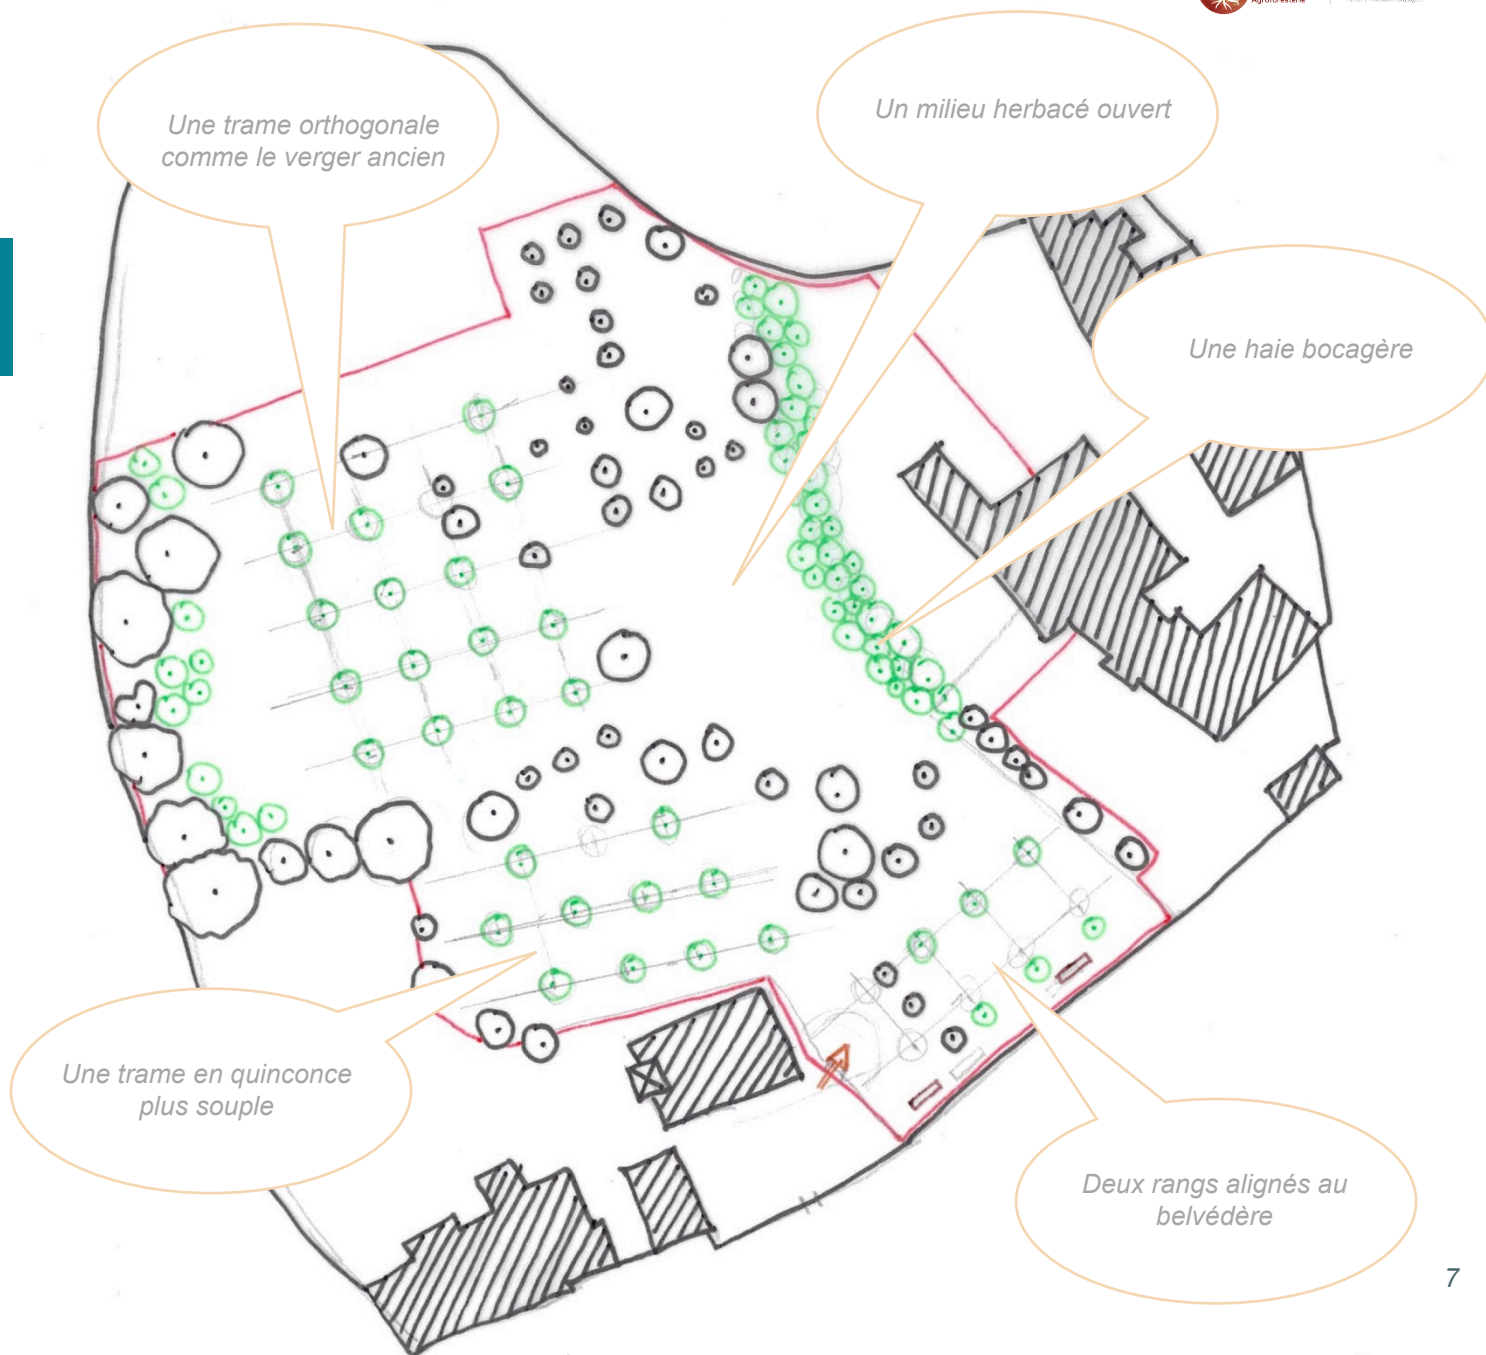 Agroforesterie
Une trame orthogonale
comme le verger ancien
Un milieu herbacé ouvert
Une haie bocagère
Une trame en quinconce
plus souple
Deux rangs alignés au
belvédère
7